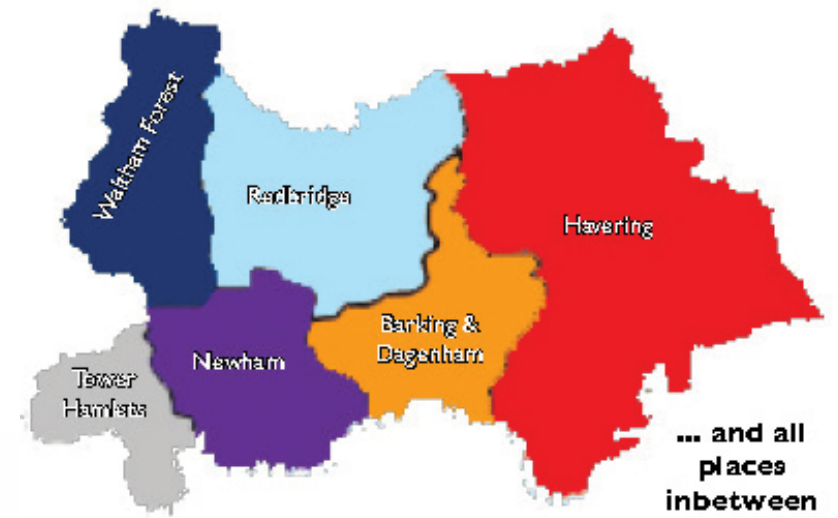 Waltham Forest
Redbridge
Havering
Barking &
Dagenham
Newham
Tower
Hamlets
... and all
places
inbetween